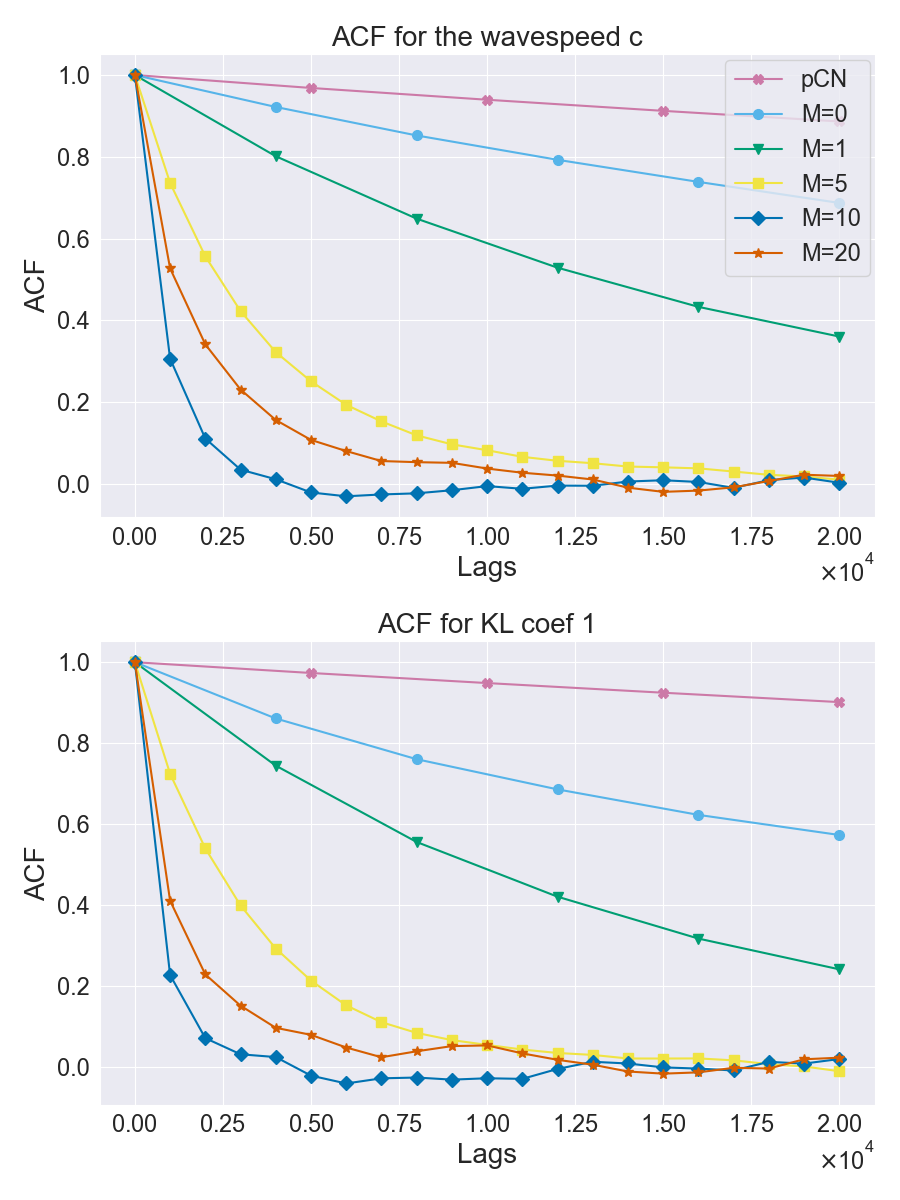 ACF for the wavespeed c
1.0
0.8
0.6
0.4
0.2
0.0
ACF
pCN
M=0
M=1
M=5
M=10
M=20
0.00 0.25 0.50 0.75 1.00 1.25 1.50 1.75 2.00
Lags
×10⁴
ACF for KL coef 1
1.0
0.8
0.6
0.4
0.2
0.0
ACF
0.00 0.25 0.50 0.75 1.00 1.25 1.50 1.75 2.00
Lags
×10⁴